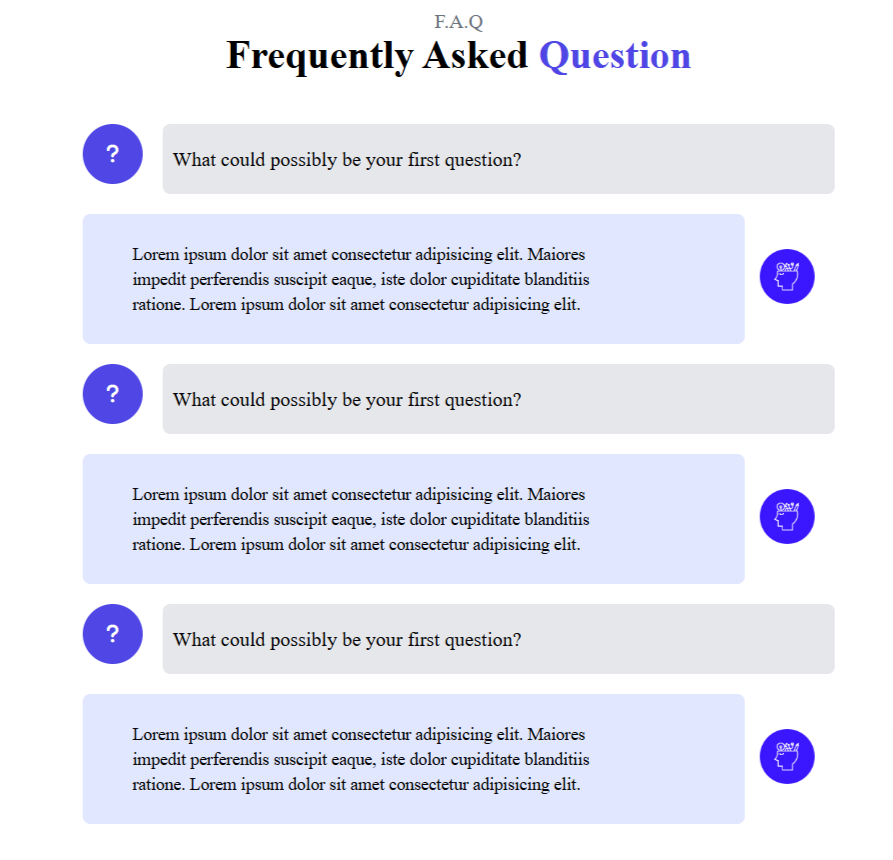 F.A.Q
Frequently Asked Question
?
What could possibly be your first question?
Lorem ipsum dolor sit amet consectetur adipisicing elit. Maiores
impedit perferendis suscipit eaque, iste dolor cupiditate blanditiis
ratione. Lorem ipsum dolor sit amet consectetur adipisicing elit.
?
What could possibly be your first question?
Lorem ipsum dolor sit amet consectetur adipisicing elit. Maiores
impedit perferendis suscipit eaque, iste dolor cupiditate blanditiis
ratione. Lorem ipsum dolor sit amet consectetur adipisicing elit.
?
What could possibly be your first question?
Lorem ipsum dolor sit amet consectetur adipisicing elit. Maiores
impedit perferendis suscipit eaque, iste dolor cupiditate blanditiis
ratione. Lorem ipsum dolor sit amet consectetur adipisicing elit.